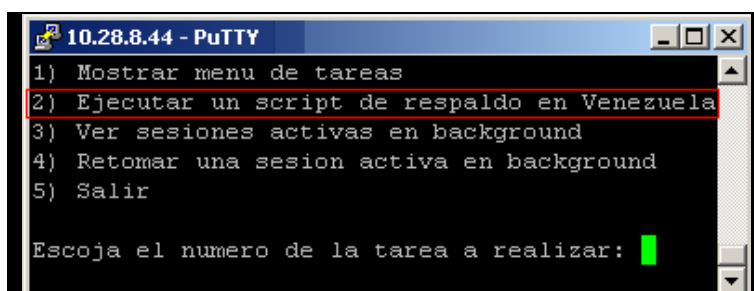 10.28.8.44 - PuTTY
1) Mostrar menu de tareas
2) Ejecutar un script de respaldo en Venezuela
3) Ver sesiones activas en background
4) Retomar una sesion activa en background
5) Salir
Escoja el numero de la tarea a realizar: